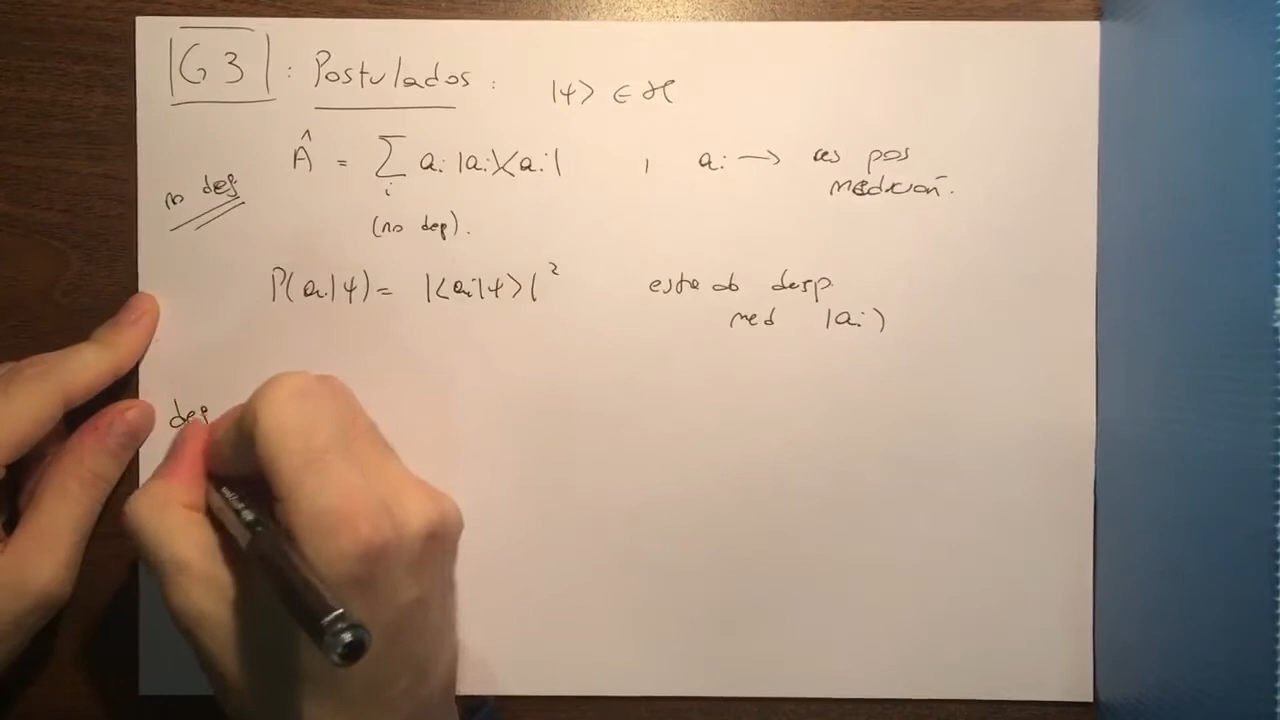 G3 : Postulados : |ψ> ∈ ℋ
Â = ∑ᵢ aᵢ |aᵢ><aᵢ| , aᵢ → res pos
medición.
no deg
(no deg).
P(aᵢ|ψ) = |<aᵢ|ψ>|² estado desp.
med |aᵢ>
deg